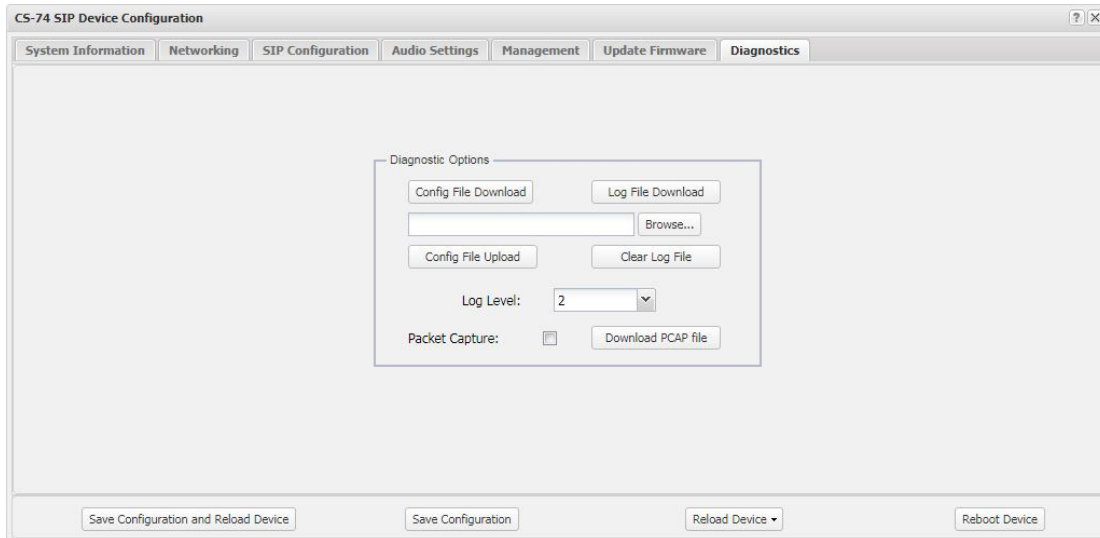 CS-74 SIP Device Configuration
System Information Networking SIP Configuration Audio Settings Management Update Firmware Diagnostics
Diagnostic Options
Config File Download Log File Download
Browse...
Config File Upload Clear Log File
Log Level: 2
Packet Capture: Download PCAP file
Save Configuration and Reload Device Save Configuration Reload Device Reboot Device